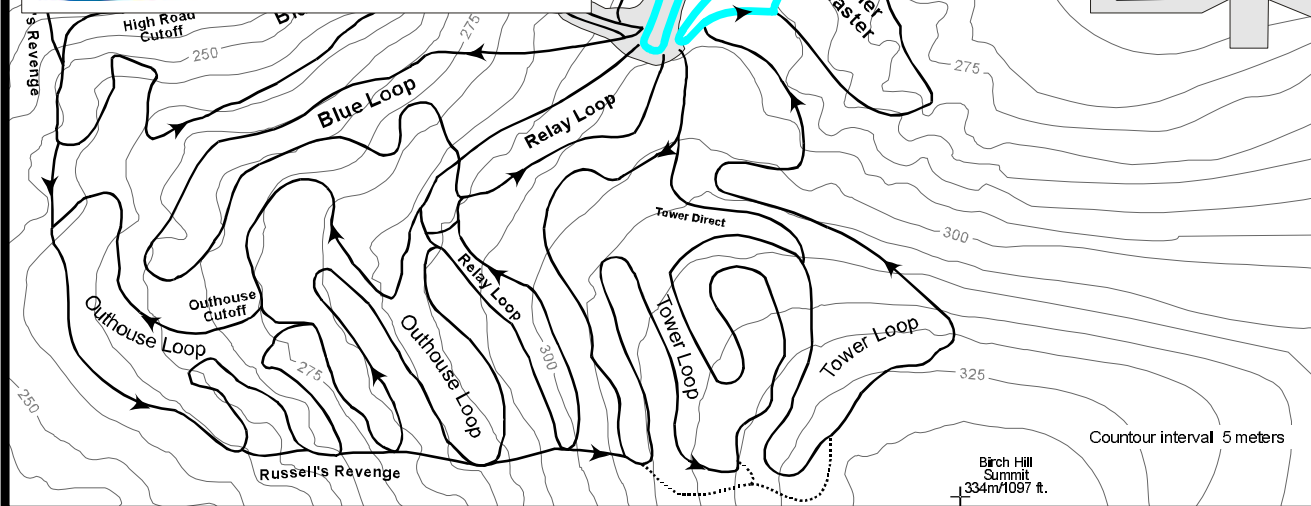 High Road
Cutoff
275
250
Revenge
275
Blue Loop
Relay Loop
Tower Direct
300
Relay Loop
Outhouse
Cutoff
Outhouse Loop
Outhouse Loop
Tower Loop
Tower Loop
300
275
325
250
Russell's Revenge
Countour interval 5 meters
Birch Hill
Summit
334m/1097 ft.